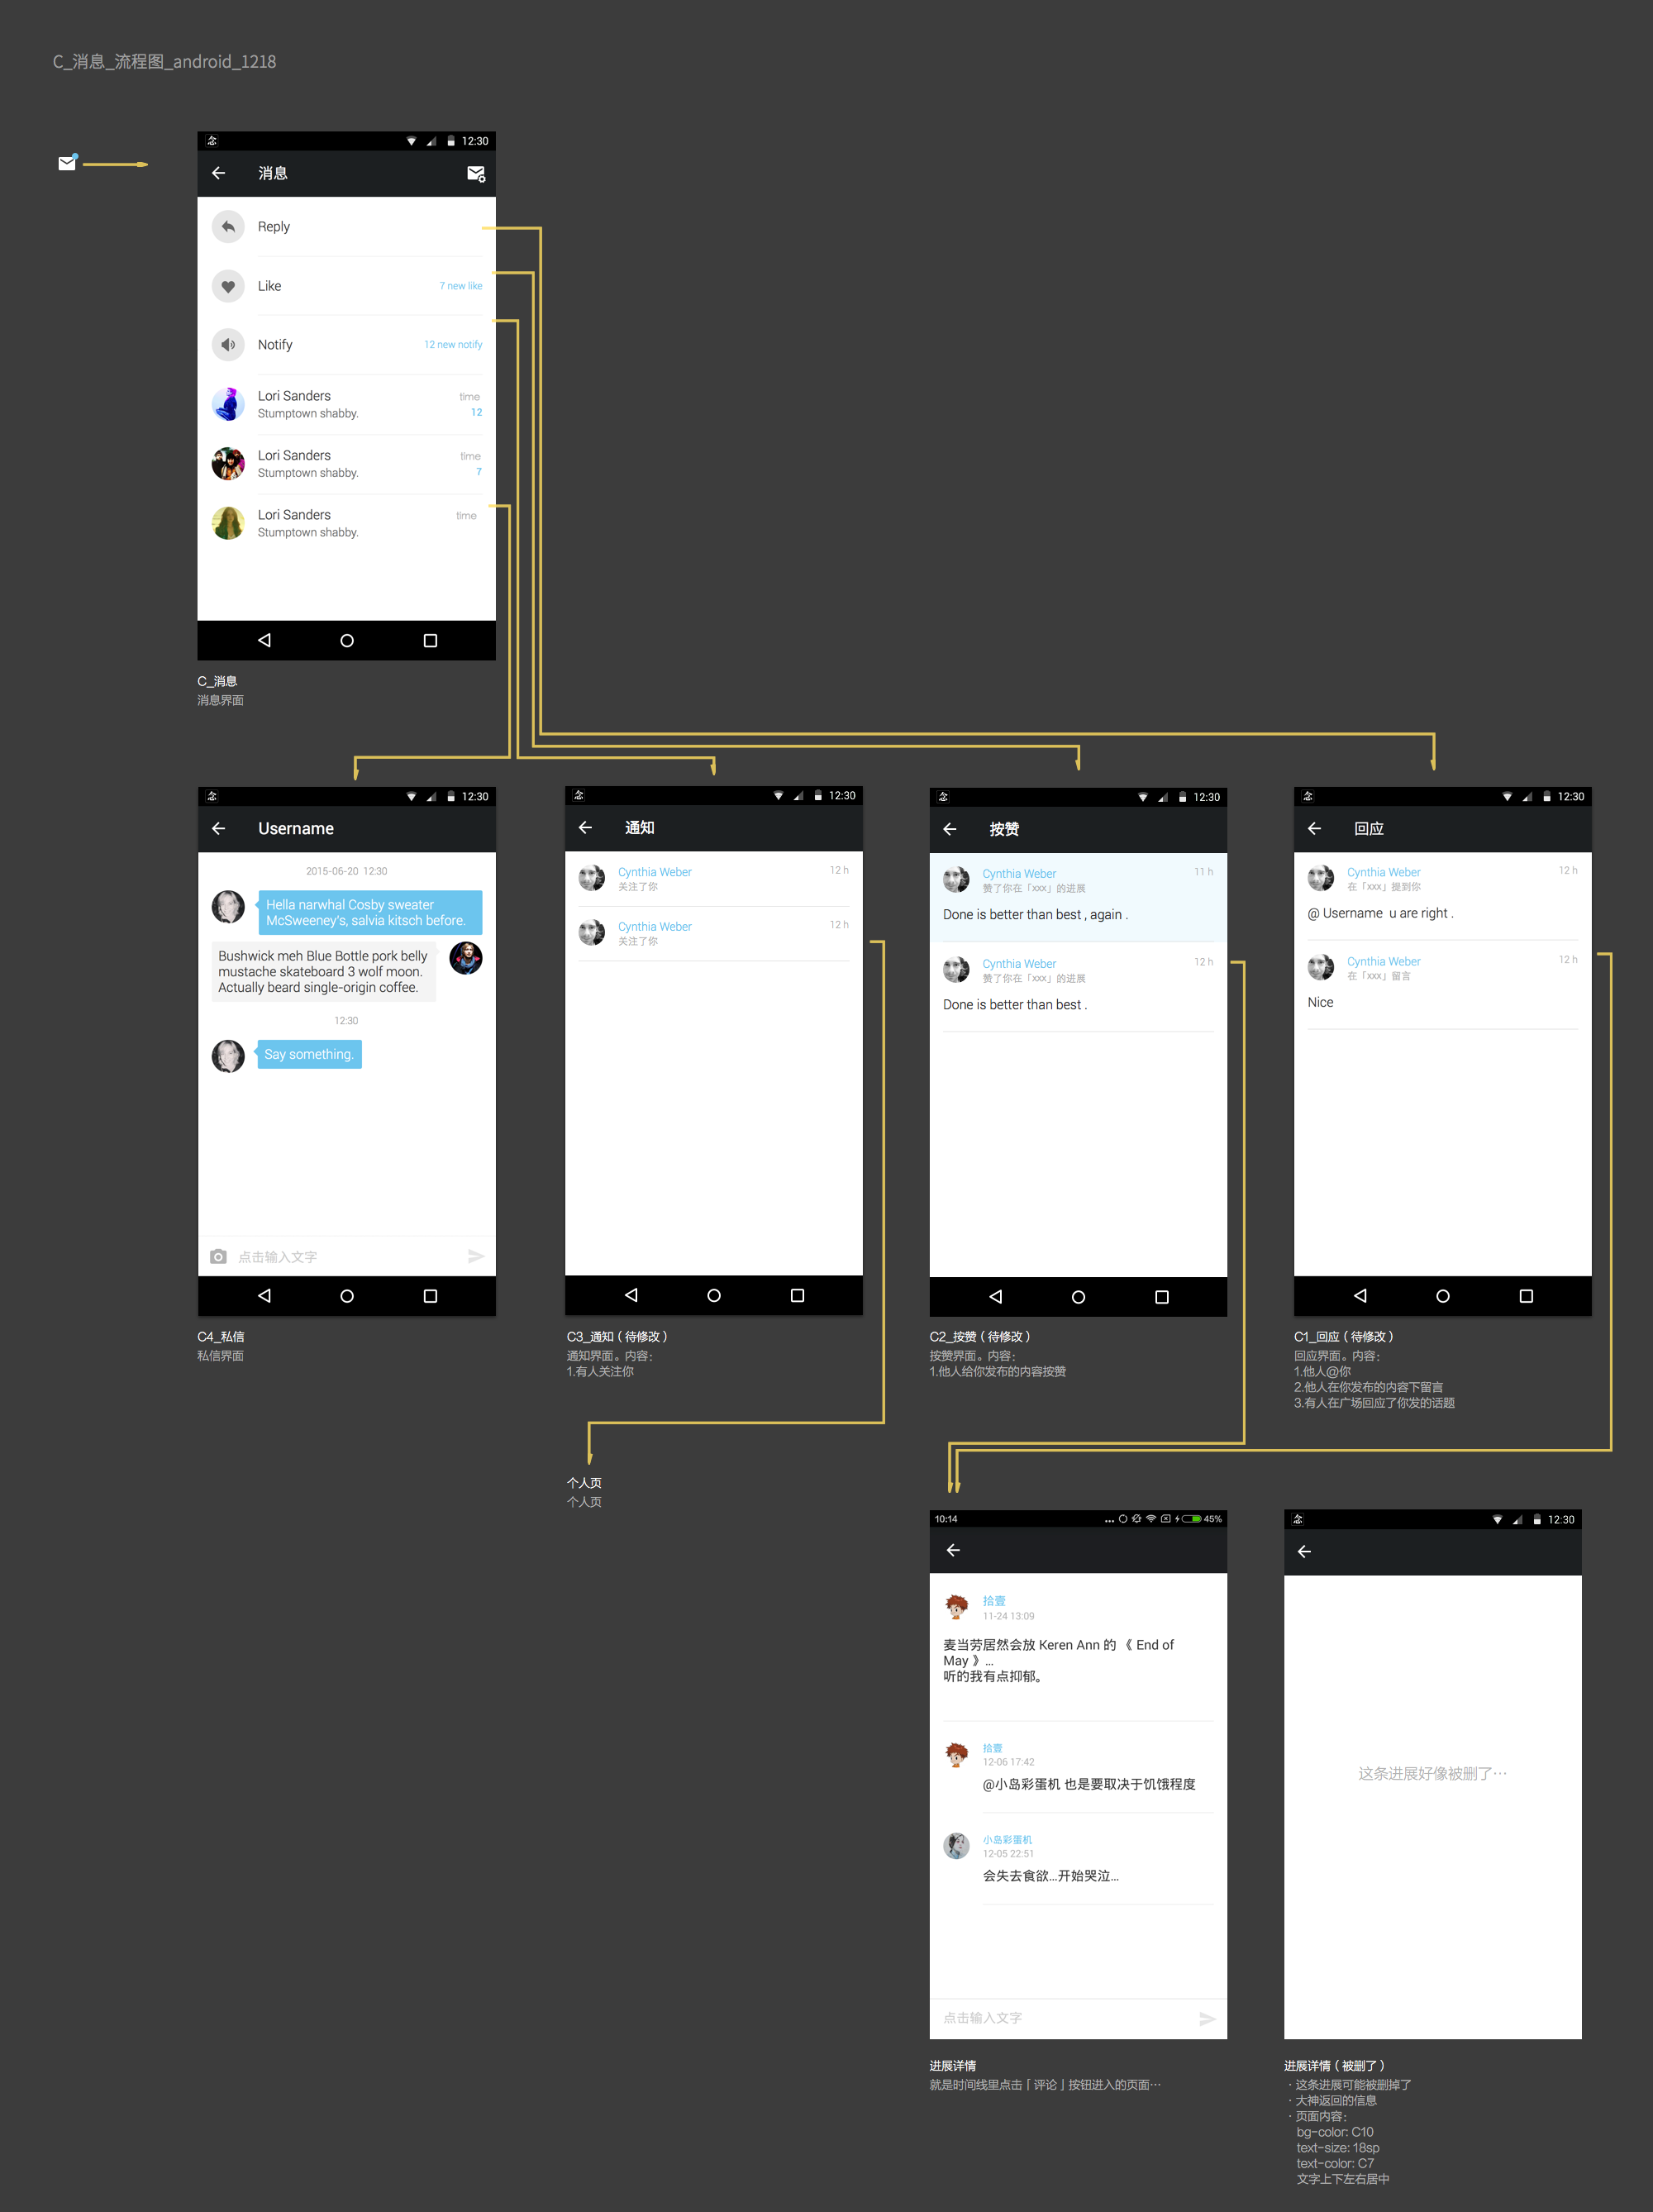 C_消息_流程图_android_1218
念 12:30
消息
Reply
Like 7 new like
Notify 12 new notify
Lori Sanders time
Stumptown shabby. 12
Lori Sanders time
Stumptown shabby. 7
Lori Sanders time
Stumptown shabby.
C_消息
消息界面
念 12:30
Username
2015-06-20 12:30
Hella narwhal Cosby sweater
McSweeney's, salvia kitsch before.
Bushwick meh Blue Bottle pork belly
mustache skateboard 3 wolf moon.
Actually beard single-origin coffee.
12:30
Say something.
点击输入文字
C4_私信
私信界面
念 12:30
通知
Cynthia Weber 12 h
关注了你
Cynthia Weber 12 h
关注了你
C3_通知（待修改）
通知界面。内容：
1.有人关注你
个人页
个人页
念 12:30
按赞
Cynthia Weber 11 h
赞了你在「xxx」的进展
Done is better than best , again .
Cynthia Weber 12 h
赞了你在「xxx」的进展
Done is better than best .
C2_按赞（待修改）
按赞界面。内容：
1.他人给你发布的内容按赞
念 12:30
回应
Cynthia Weber 12 h
在「xxx」提到你
@ Username u are right .
Cynthia Weber 12 h
在「xxx」留言
Nice
C1_回应（待修改）
回应界面。内容：
1.他人@你
2.他人在你发布的内容下留言
3.有人在广场回应了你发的话题
10:14 ... 45%
拾壹
11-24 13:09
麦当劳居然会放 Keren Ann 的 《 End of
May 》...
听的我有点抑郁。
拾壹
12-06 17:42
@小岛彩蛋机 也是要取决于饥饿程度
小岛彩蛋机
12-05 22:51
会失去食欲...开始哭泣...
点击输入文字
进展详情
就是时间线里点击「评论」按钮进入的页面…
念 12:30
这条进展好像被删了…
进展详情（被删了）
· 这条进展可能被删掉了
· 大神返回的信息
· 页面内容：
bg-color: C10
text-size: 18sp
text-color: C7
文字上下左右居中